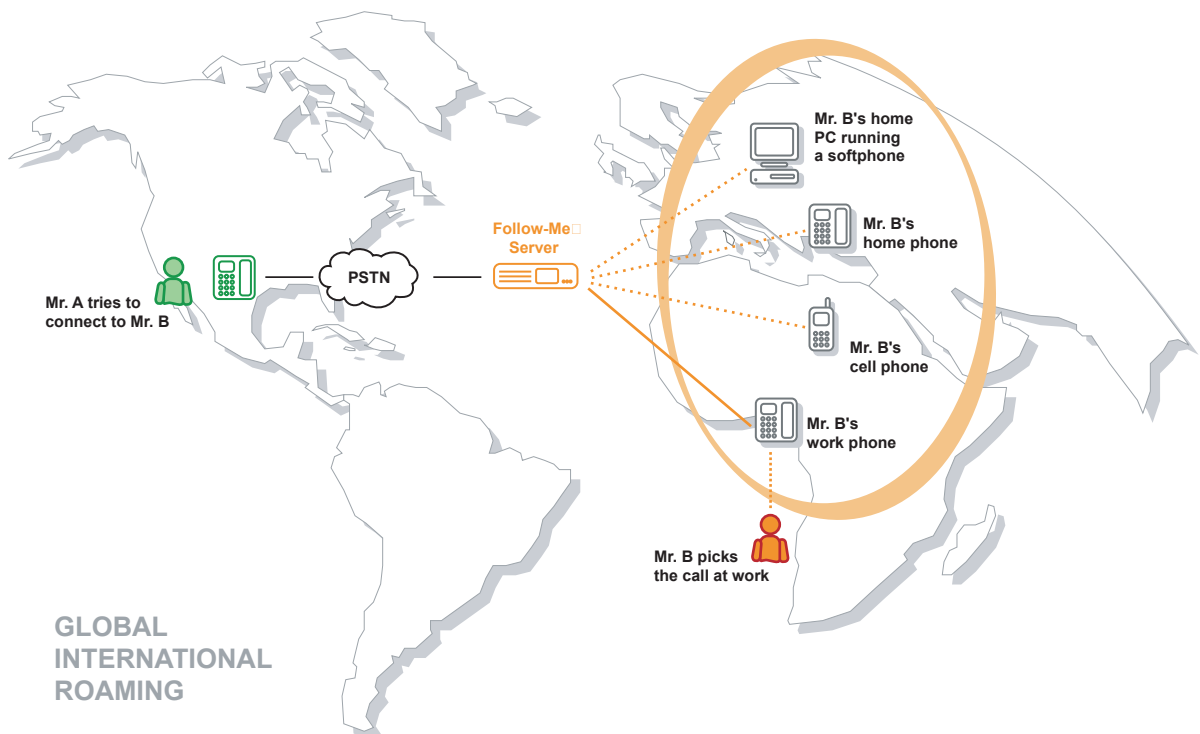 Mr. B's home
PC running
a softphone
Mr. B's
home phone
Follow-Me□
Server
PSTN
Mr. A tries to
connect to Mr. B
Mr. B's
cell phone
Mr. B's
work phone
Mr. B picks
the call at work
GLOBAL
INTERNATIONAL
ROAMING